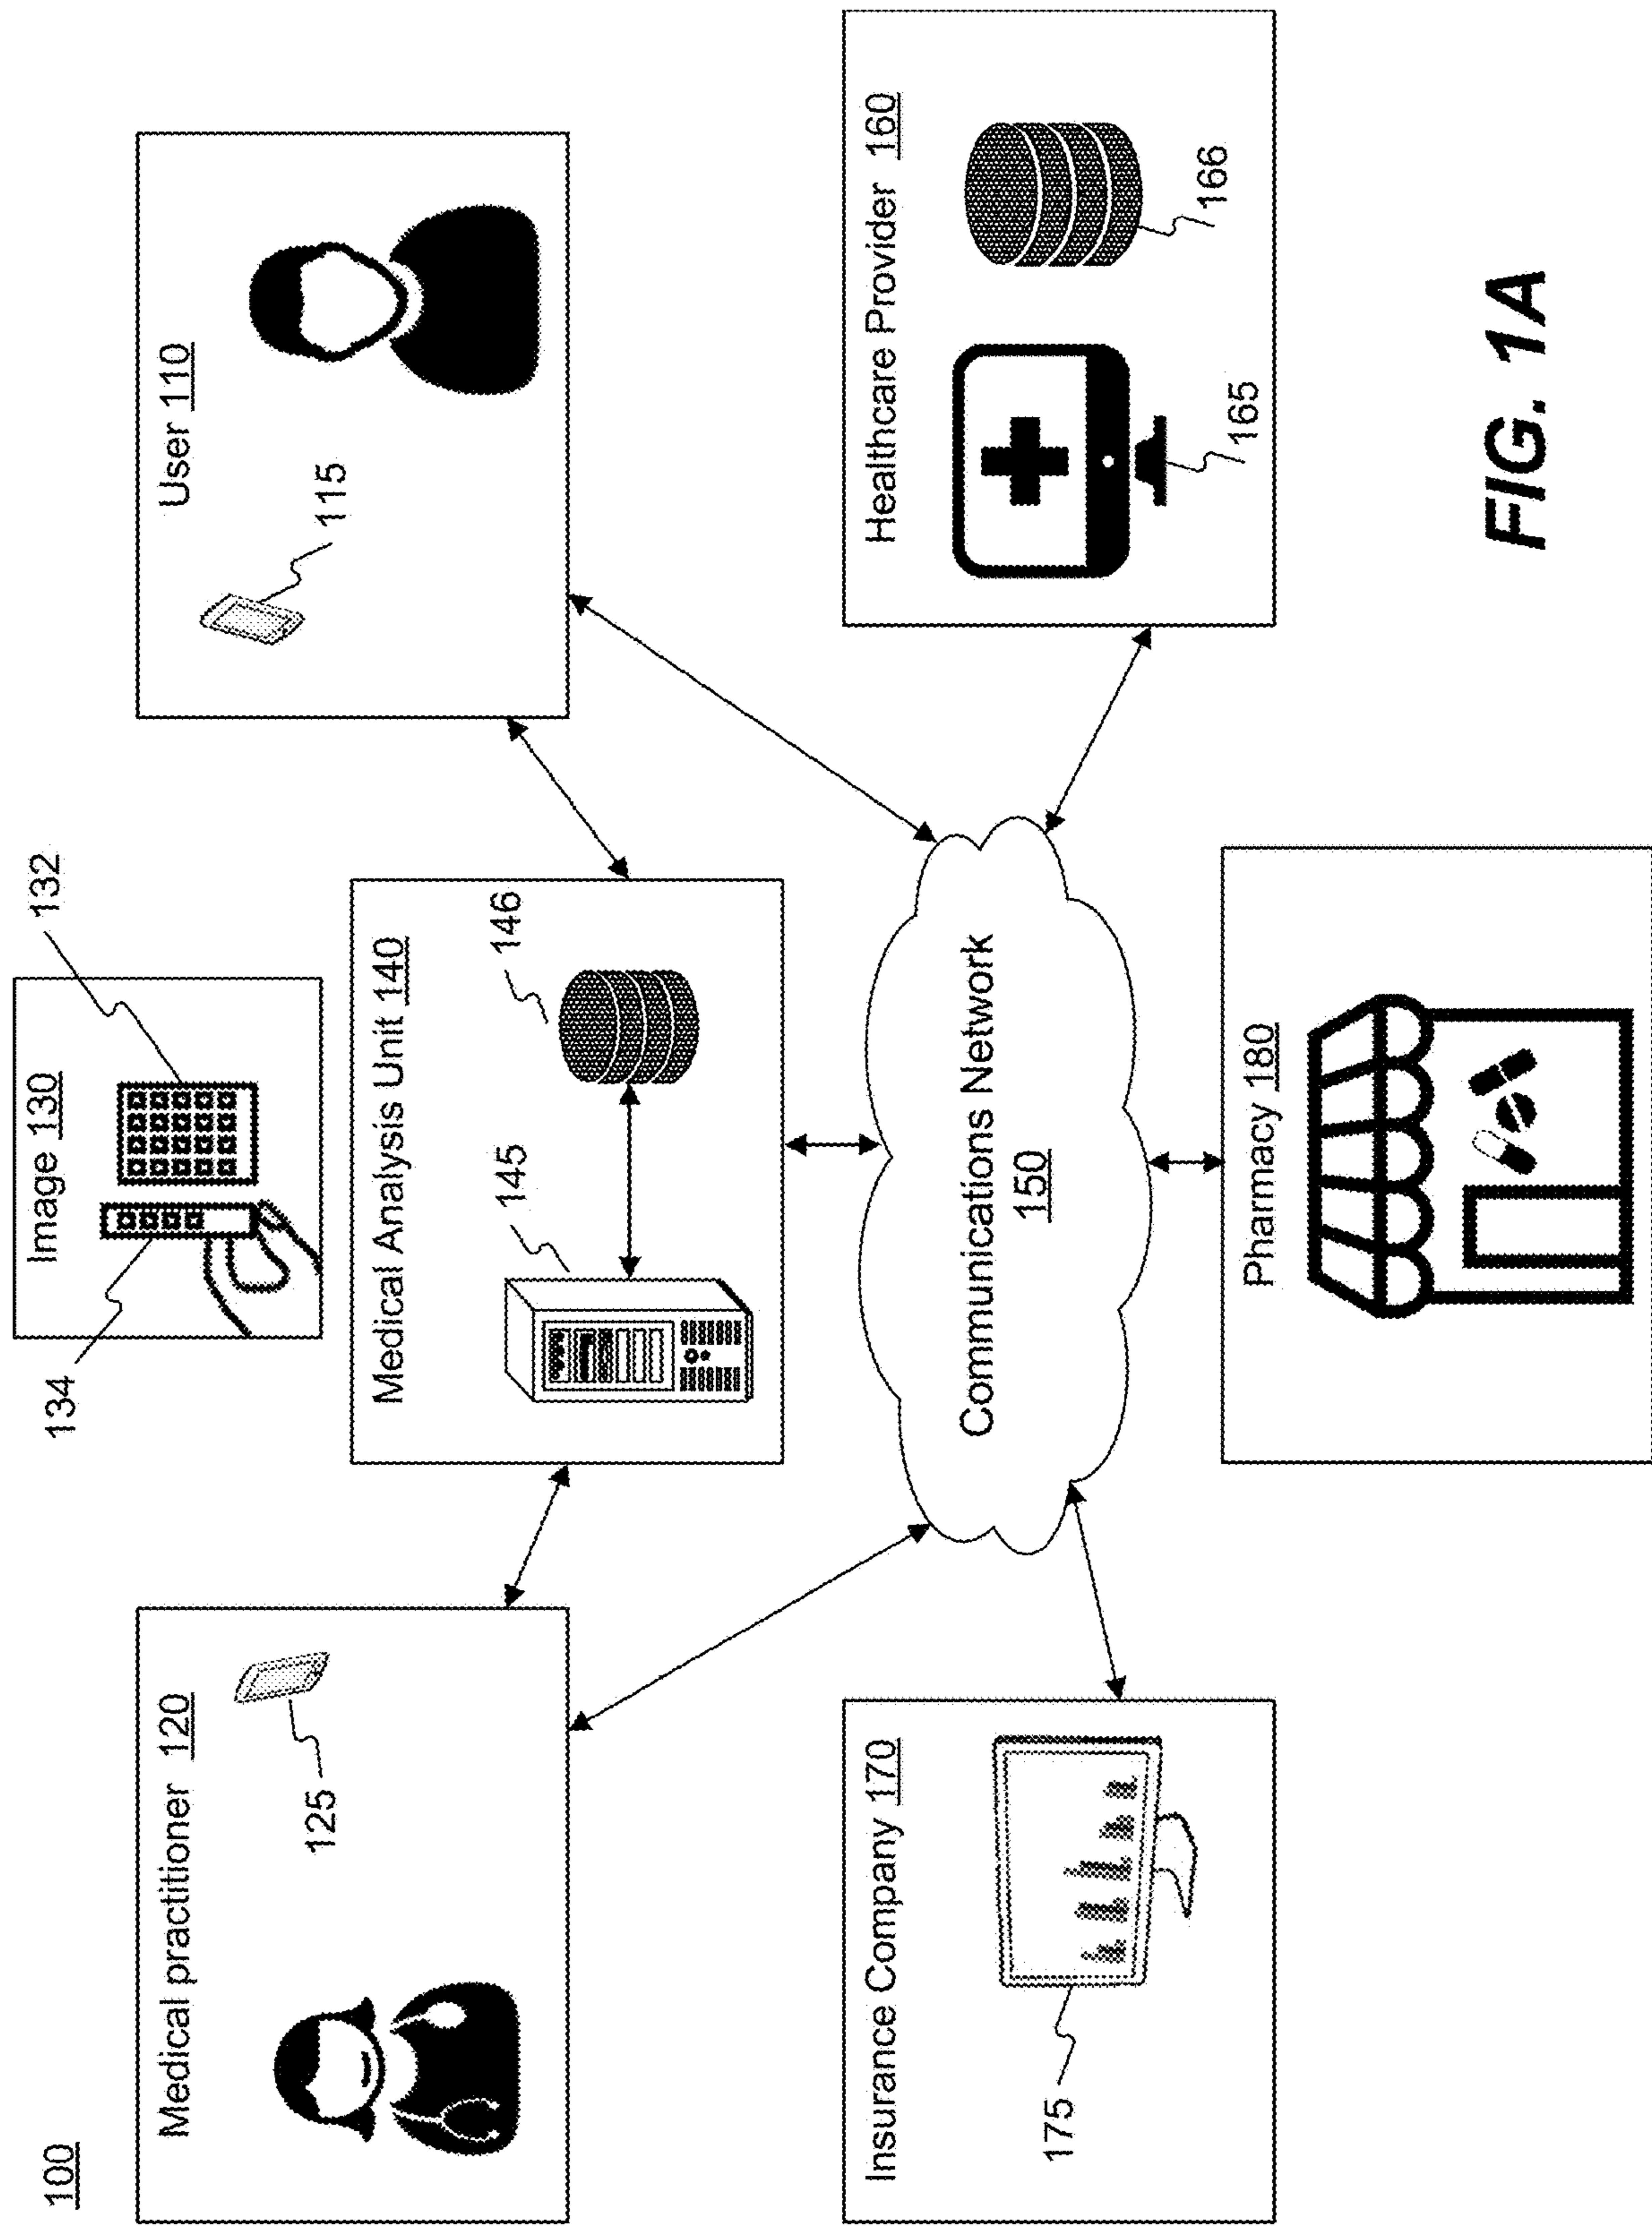 100
134
Image 130
132
Medical practitioner 120
125
Medical Analysis Unit 140
145
146
User 110
115
Communications Network
150
Insurance Company 170
175
Pharmacy 180
Healthcare Provider 160
165
166
FIG. 1A